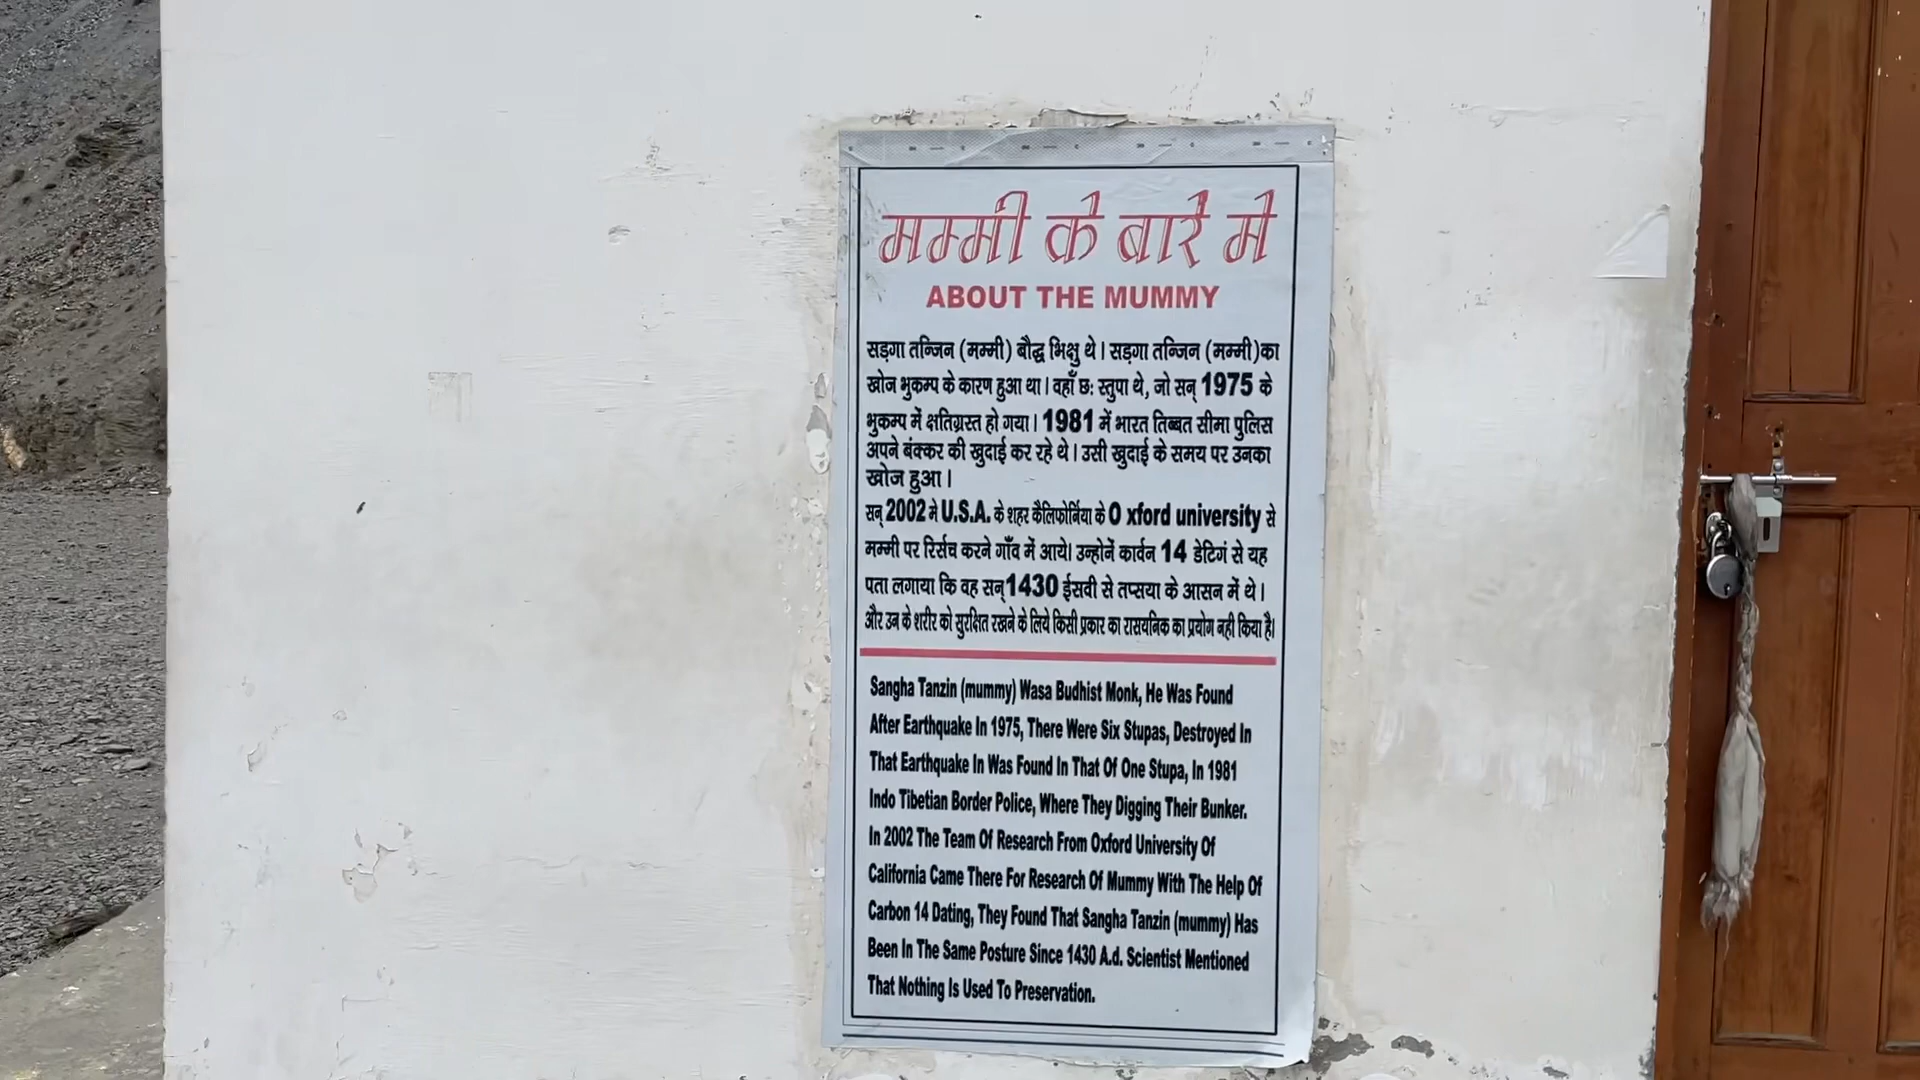 मम्मी के बारे मे
ABOUT THE MUMMY
सड़गा तन्जिन (मम्मी) बौद्ध भिक्षु थे। सड़गा तन्जिन (मम्मी)का
खोज भुकम्प के कारण हुआ था। वहाँ छः स्तुपा थे, जो सन् 1975 के
भुकम्प में क्षतिग्रस्त हो गया। 1981 में भारत तिब्बत सीमा पुलिस
अपने बंक्कर की खुदाई कर रहे थे। उसी खुदाई के समय पर उनका
खोज हुआ।
सन् 2002 मे U.S.A. के शहर कैलिफोर्निया के O xford university से
मम्मी पर रिर्सच करने गाँव में आये। उन्होनें कार्वन 14 डेटिगं से यह
पता लगाया कि वह सन् 1430 ईसवी से तप्सया के आसन में थे।
और उन के शरीर को सुरक्षित रखने के लिये किसी प्रकार का रासयनिक का प्रयोग नही किया है।
Sangha Tanzin (mummy) Wasa Budhist Monk, He Was Found
After Earthquake In 1975, There Were Six Stupas, Destroyed In
That Earthquake In Was Found In That Of One Stupa, In 1981
Indo Tibetian Border Police, Where They Digging Their Bunker.
In 2002 The Team Of Research From Oxford University Of
California Came There For Research Of Mummy With The Help Of
Carbon 14 Dating, They Found That Sangha Tanzin (mummy) Has
Been In The Same Posture Since 1430 A.d. Scientist Mentioned
That Nothing Is Used To Preservation.